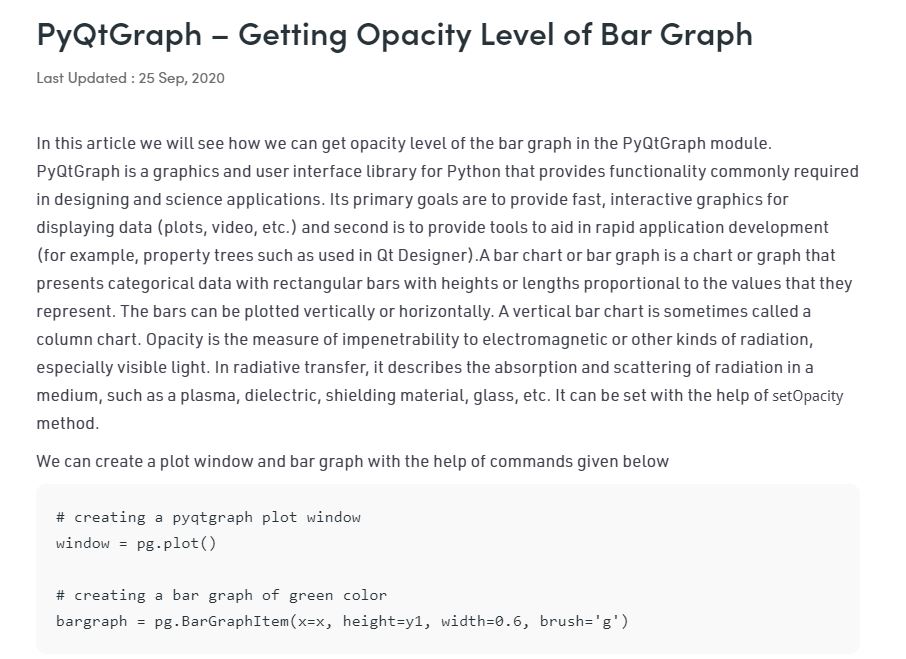 PyQtGraph – Getting Opacity Level of Bar Graph
Last Updated : 25 Sep, 2020
In this article we will see how we can get opacity level of the bar graph in the PyQtGraph module.
PyQtGraph is a graphics and user interface library for Python that provides functionality commonly required
in designing and science applications. Its primary goals are to provide fast, interactive graphics for
displaying data (plots, video, etc.) and second is to provide tools to aid in rapid application development
(for example, property trees such as used in Qt Designer).A bar chart or bar graph is a chart or graph that
presents categorical data with rectangular bars with heights or lengths proportional to the values that they
represent. The bars can be plotted vertically or horizontally. A vertical bar chart is sometimes called a
column chart. Opacity is the measure of impenetrability to electromagnetic or other kinds of radiation,
especially visible light. In radiative transfer, it describes the absorption and scattering of radiation in a
medium, such as a plasma, dielectric, shielding material, glass, etc. It can be set with the help of setOpacity
method.
We can create a plot window and bar graph with the help of commands given below
# creating a pyqtgraph plot window
window = pg.plot()
# creating a bar graph of green color
bargraph = pg.BarGraphItem(x=x, height=y1, width=0.6, brush='g')